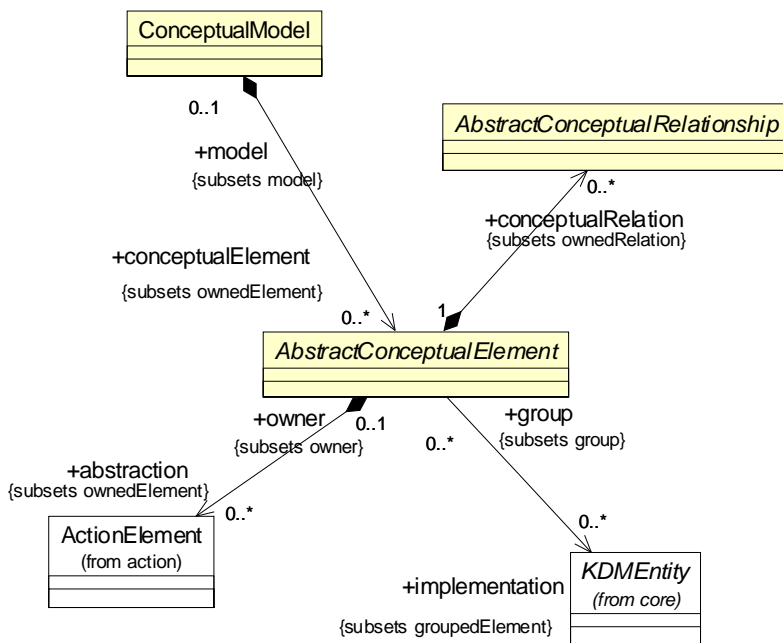 ConceptualModel
0..1
+model
{subsets model}
AbstractConceptualRelationship
0..*
+conceptualRelation
{subsets ownedRelation}
+conceptualElement
{subsets ownedElement}
0..*
1
AbstractConceptualElement
+owner
0..1
{subsets owner}
+group
0..*
{subsets group}
+abstraction
{subsets ownedElement}
0..*
0..*
ActionElement
(from action)
+implementation
{subsets groupedElement}
KDMEntity
(from core)